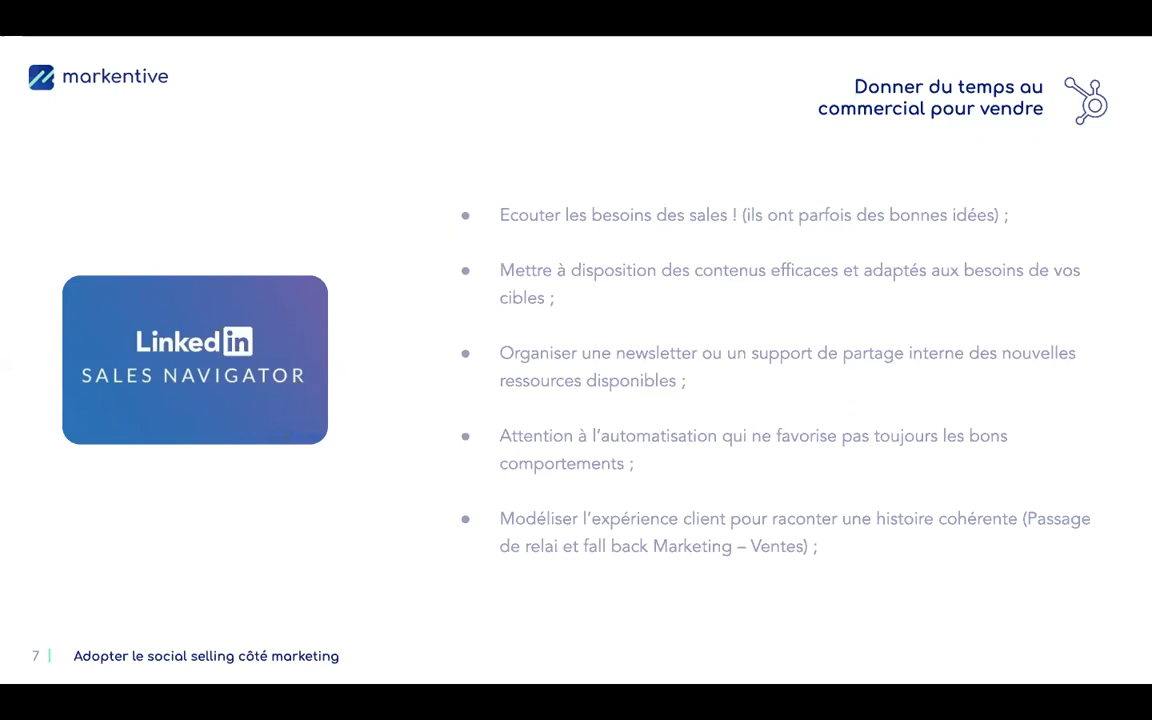 markentive
Donner du temps au
commercial pour vendre
● Ecouter les besoins des sales ! (ils ont parfois des bonnes idées) ;
● Mettre à disposition des contenus efficaces et adaptés aux besoins de vos
cibles ;
● Organiser une newsletter ou un support de partage interne des nouvelles
ressources disponibles ;
● Attention à l’automatisation qui ne favorise pas toujours les bons
comportements ;
● Modéliser l’expérience client pour raconter une histoire cohérente (Passage
de relai et fall back Marketing – Ventes) ;
Linked in
SALES NAVIGATOR
7 | Adopter le social selling côté marketing